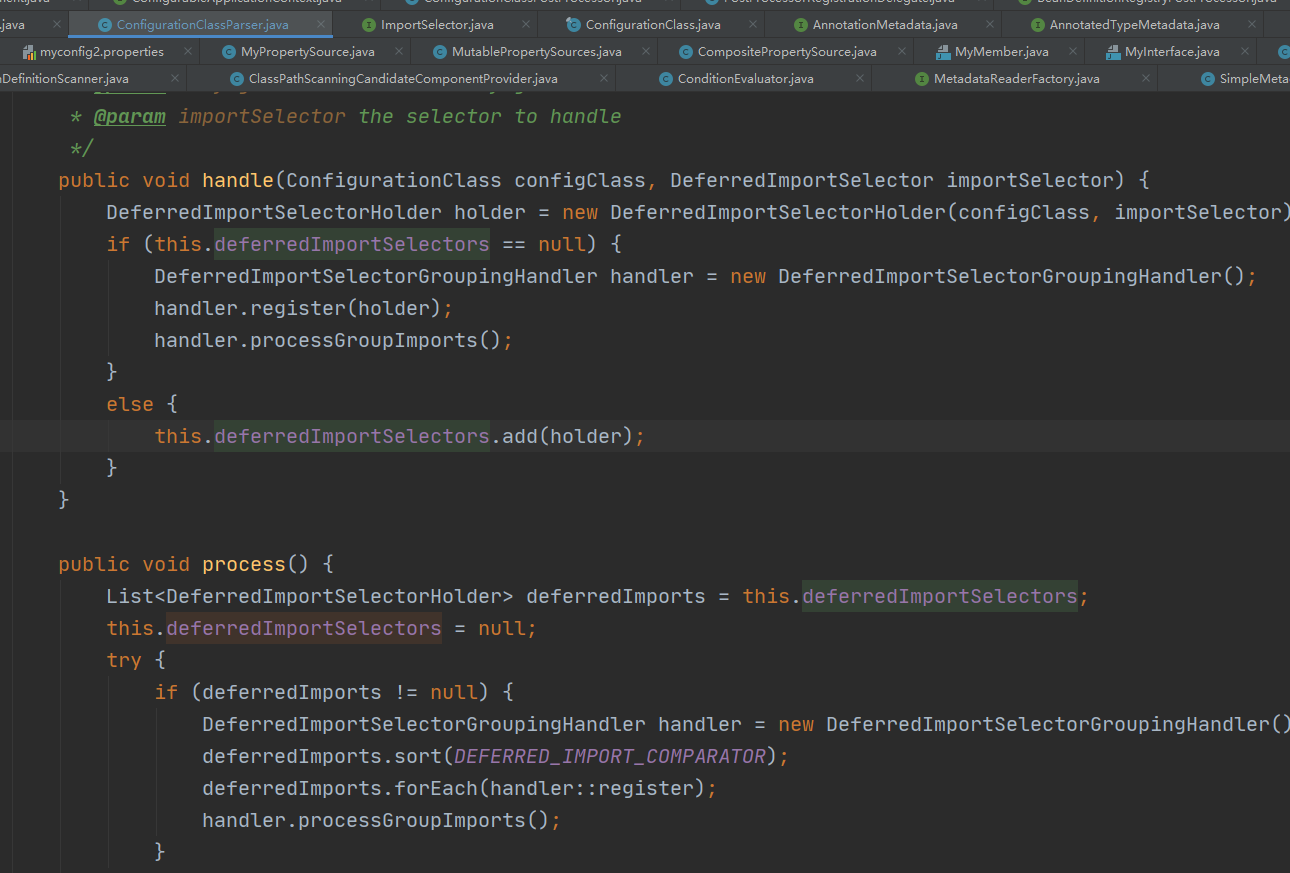 ConfigurationClassParser.java
ImportSelector.java
ConfigurationClass.java
AnnotationMetadata.java
AnnotatedTypeMetadata.java
myconfig2.properties
MyPropertySource.java
MutablePropertySources.java
CompositePropertySource.java
MyMember.java
MyInterface.java
nDefinitionScanner.java
ClassPathScanningCandidateComponentProvider.java
ConditionEvaluator.java
MetadataReaderFactory.java
SimpleMeta
* @param importSelector the selector to handle
*/
public void handle(ConfigurationClass configClass, DeferredImportSelector importSelector) {
DeferredImportSelectorHolder holder = new DeferredImportSelectorHolder(configClass, importSelector)
if (this.deferredImportSelectors == null) {
DeferredImportSelectorGroupingHandler handler = new DeferredImportSelectorGroupingHandler();
handler.register(holder);
handler.processGroupImports();
}
else {
this.deferredImportSelectors.add(holder);
}
}
public void process() {
List<DeferredImportSelectorHolder> deferredImports = this.deferredImportSelectors;
this.deferredImportSelectors = null;
try {
if (deferredImports != null) {
DeferredImportSelectorGroupingHandler handler = new DeferredImportSelectorGroupingHandler()
deferredImports.sort(DEFERRED_IMPORT_COMPARATOR);
deferredImports.forEach(handler::register);
handler.processGroupImports();
}